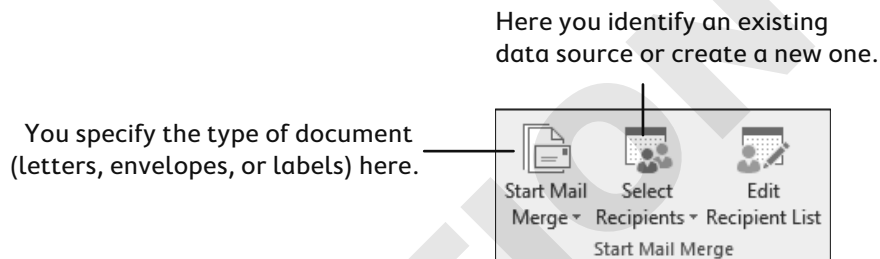 Here you identify an existing
data source or create a new one.
You specify the type of document
(letters, envelopes, or labels) here.
Start Mail Merge Select Recipients Edit Recipient List
Start Mail Merge